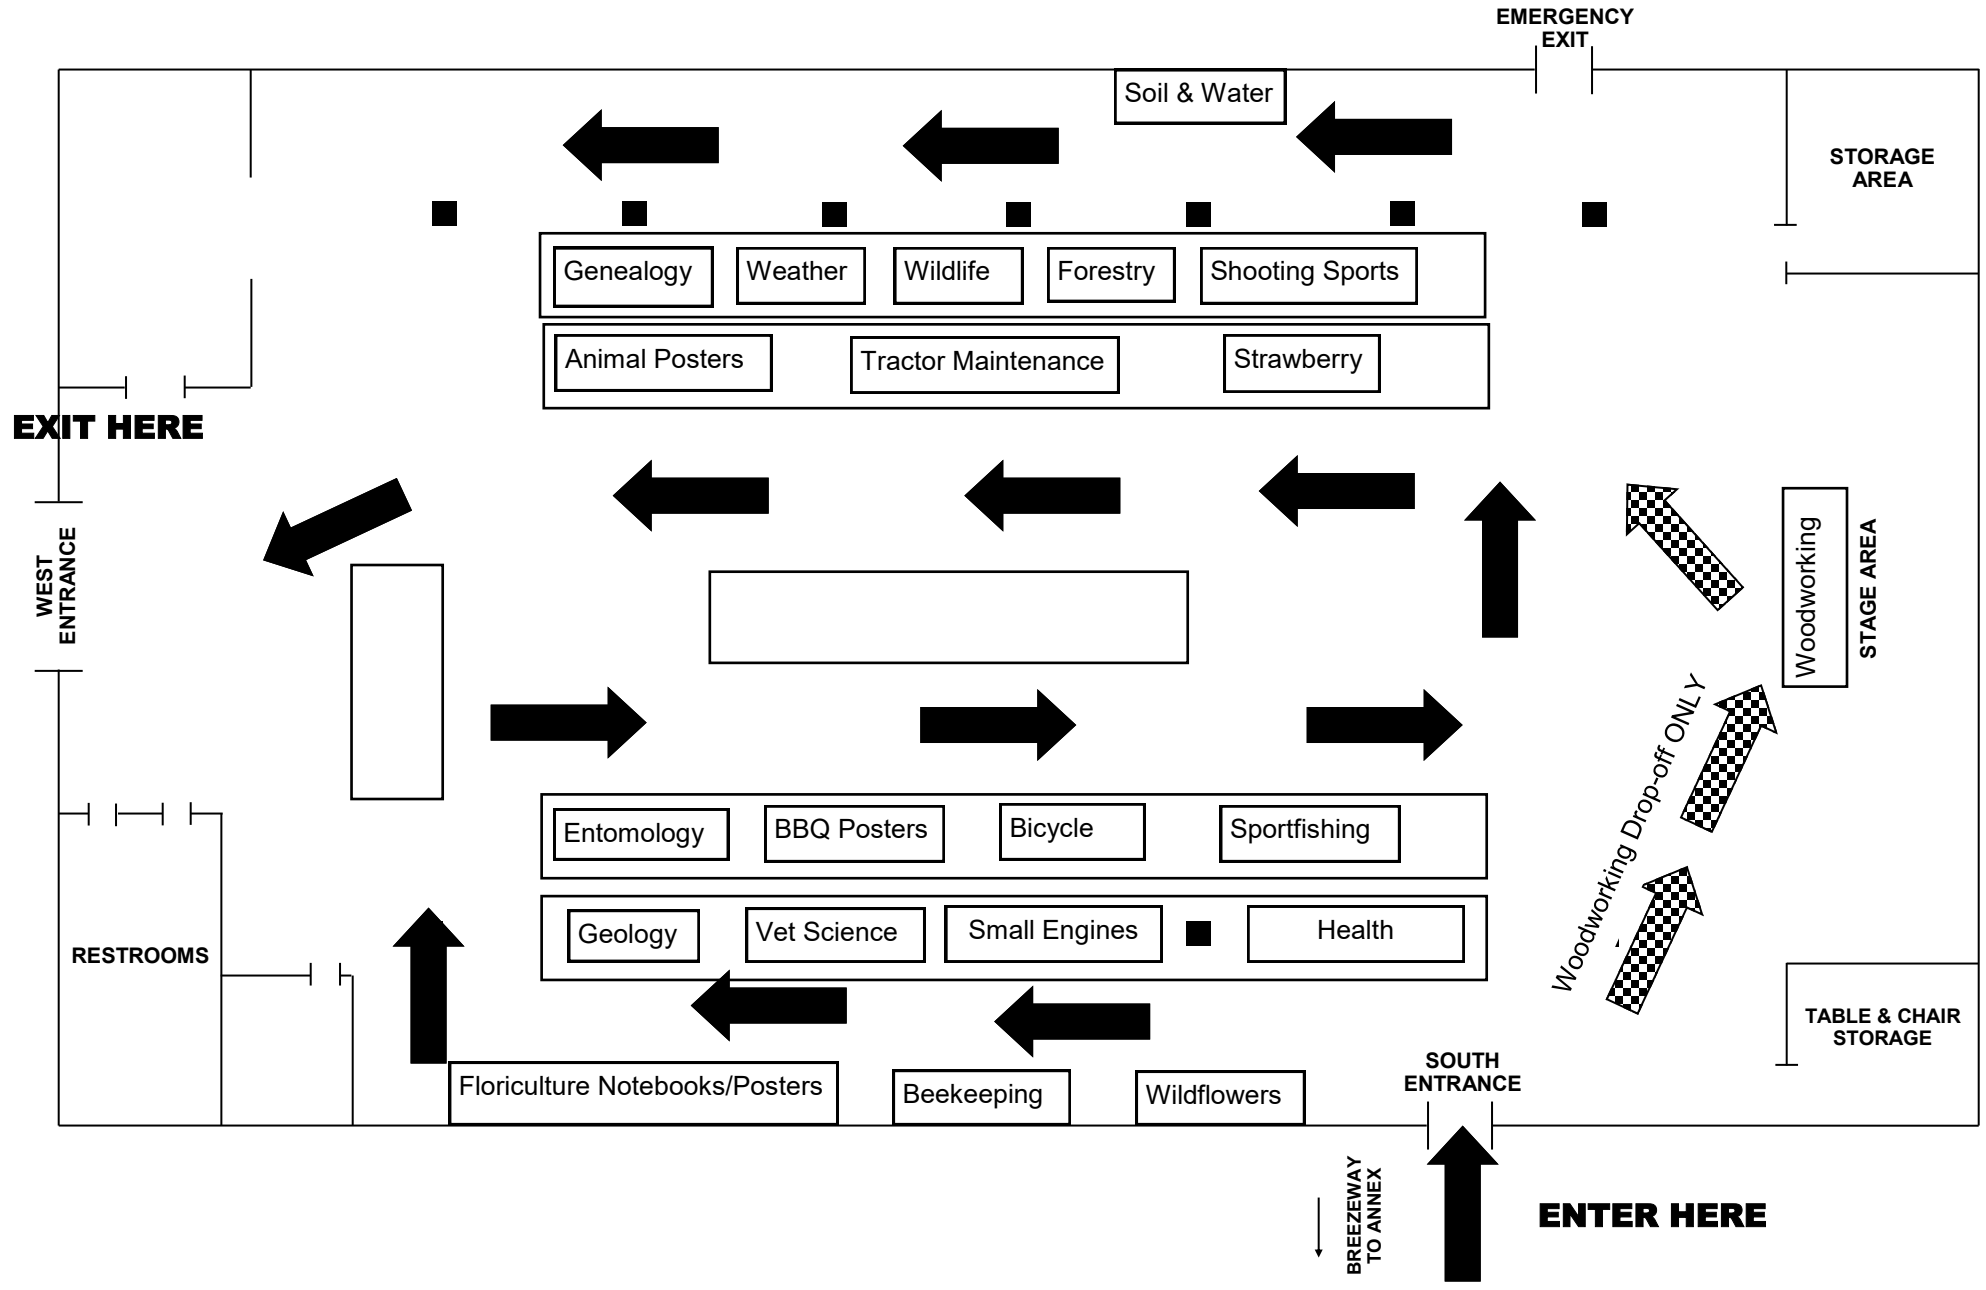 EMERGENCY
EXIT
Soil & Water
STORAGE
AREA
Genealogy
Weather
Wildlife
Forestry
Shooting Sports
Animal Posters
Tractor Maintenance
Strawberry
EXIT HERE
WEST
ENTRANCE
Woodworking
STAGE AREA
Woodworking Drop-off ONLY
Entomology
BBQ Posters
Bicycle
Sportfishing
RESTROOMS
Geology
Vet Science
Small Engines
Health
TABLE & CHAIR
STORAGE
SOUTH
ENTRANCE
Floriculture Notebooks/Posters
Beekeeping
Wildflowers
BREEZEWAY
TO ANNEX
ENTER HERE